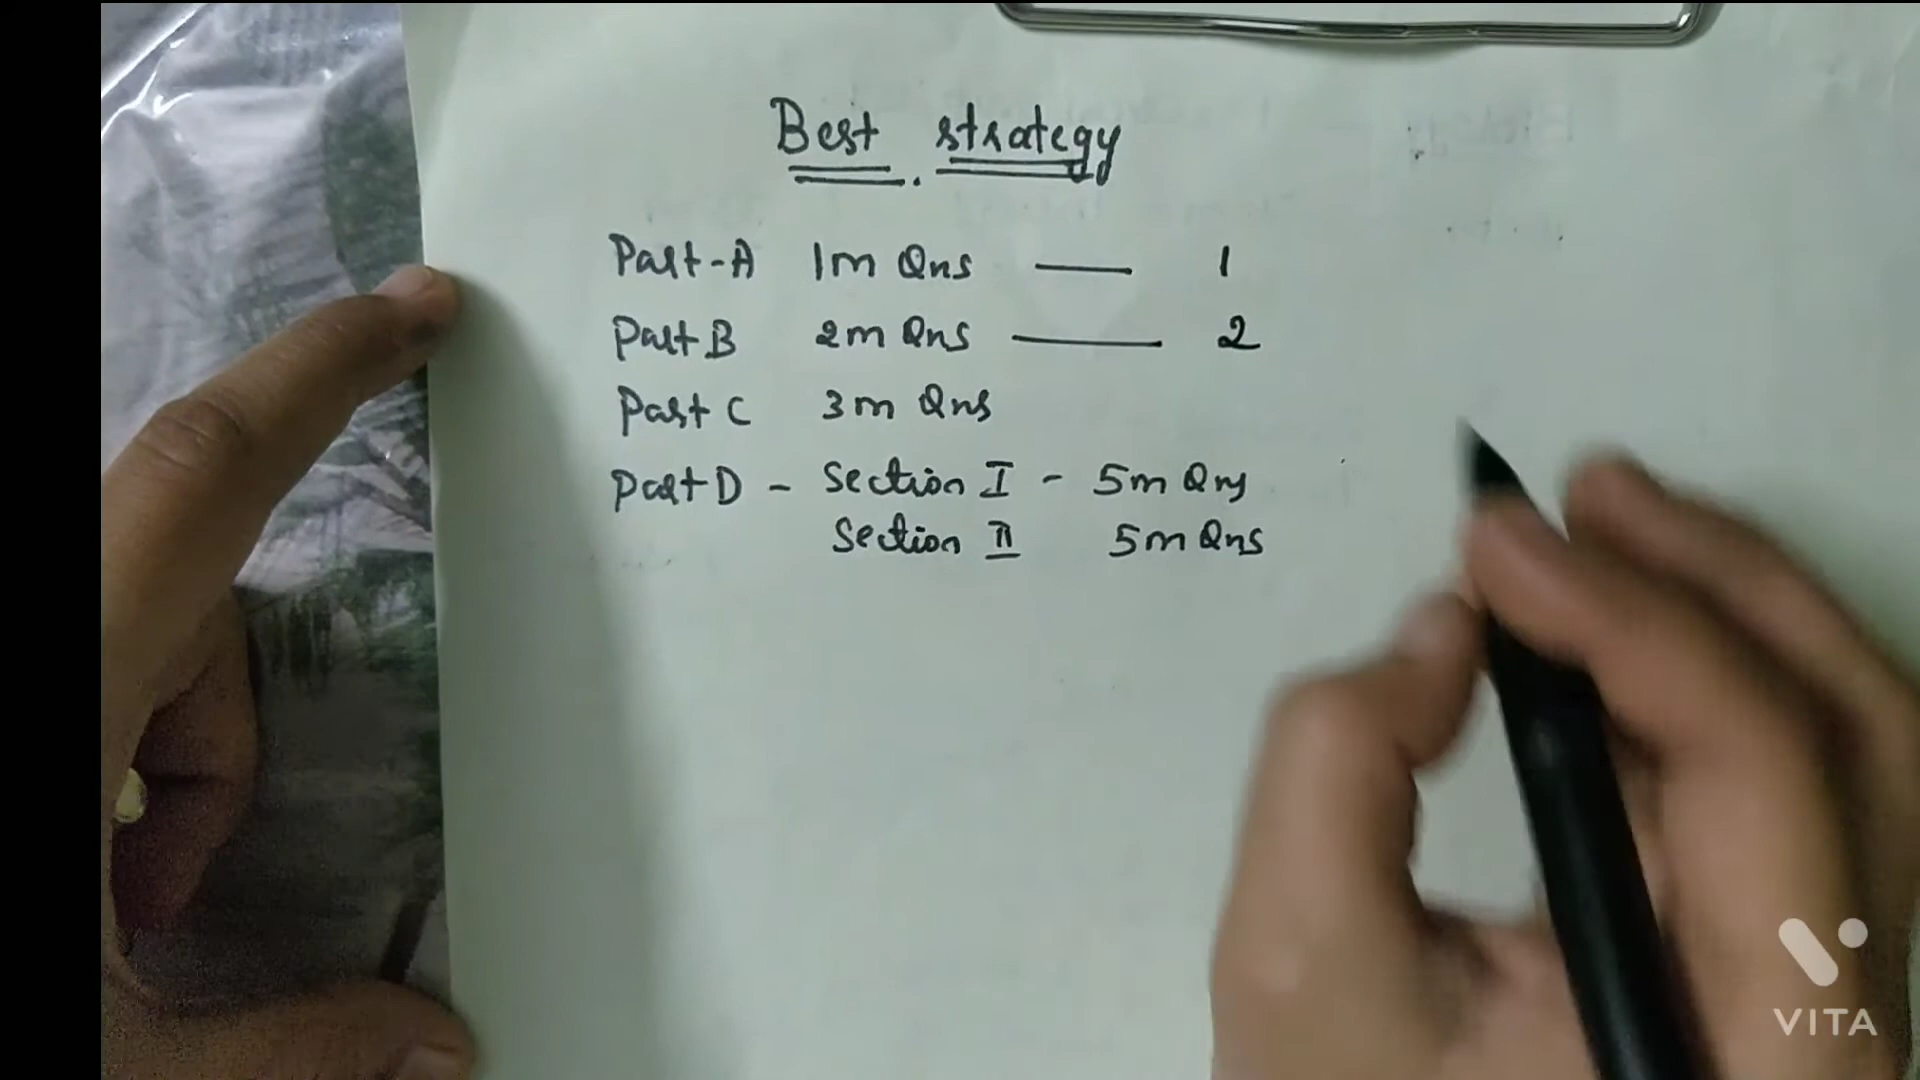 Best strategy
Part-A 1m Qns — 1
Part B 2m Qns — 2
Part C 3m Qns
Part D - Section I - 5m Qns
Section II 5m Qns
VITA